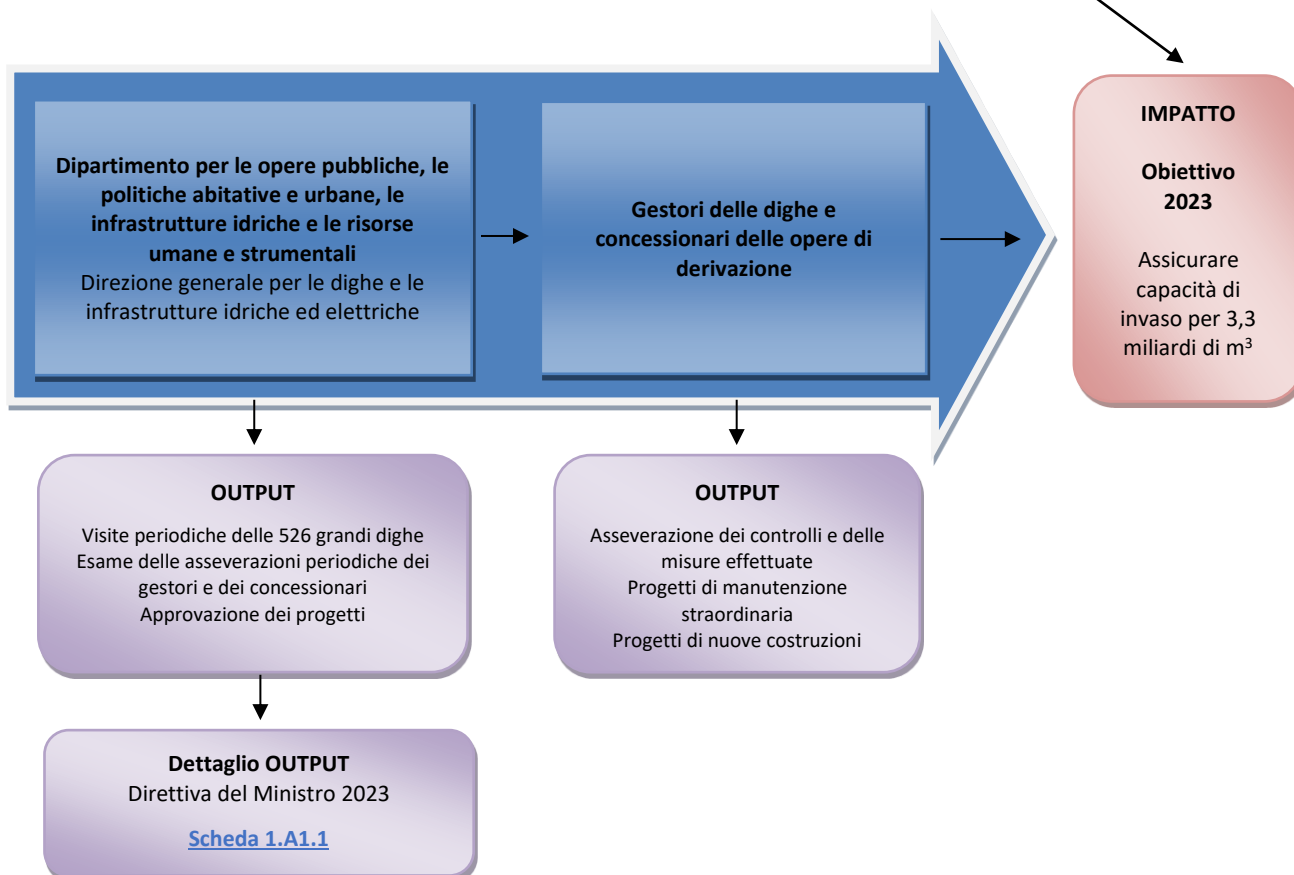 Dipartimento per le opere pubbliche, le
politiche abitative e urbane, le
infrastrutture idriche e le risorse
umane e strumentali
Direzione generale per le dighe e le
infrastrutture idriche ed elettriche
Gestori delle dighe e
concessionari delle opere di
derivazione
IMPATTO
Obiettivo
2023
Assicurare
capacità di
invaso per 3,3
miliardi di m³
OUTPUT
Visite periodiche delle 526 grandi dighe
Esame delle asseverazioni periodiche dei
gestori e dei concessionari
Approvazione dei progetti
OUTPUT
Asseverazione dei controlli e delle
misure effettuate
Progetti di manutenzione
straordinaria
Progetti di nuove costruzioni
Dettaglio OUTPUT
Direttiva del Ministro 2023
Scheda 1.A1.1